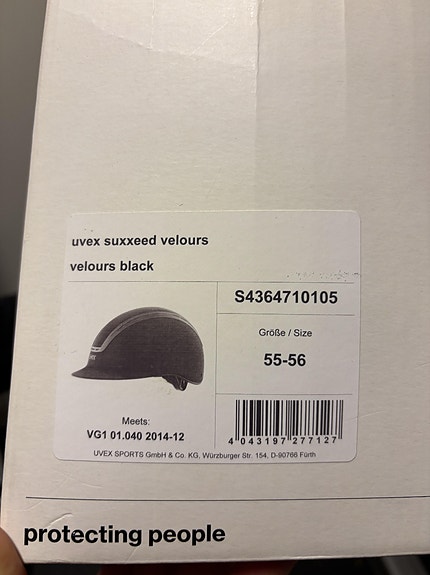 uvex suxxeed velours
velours black
S4364710105
Größe / Size
55-56
Meets:
VG1 01.040 2014-12
4 043197 277127
UVEX SPORTS GmbH & Co. KG, Würzburger Str. 154, D-90766 Fürth
protecting people